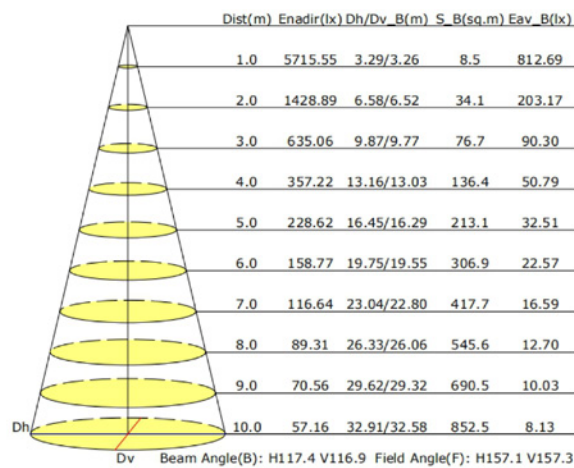 Dist(m) Enadir(lx) Dh/Dv_B(m) S_B(sq.m) Eav_B(lx)
1.0 5715.55 3.29/3.26 8.5 812.69
2.0 1428.89 6.58/6.52 34.1 203.17
3.0 635.06 9.87/9.77 76.7 90.30
4.0 357.22 13.16/13.03 136.4 50.79
5.0 228.62 16.45/16.29 213.1 32.51
6.0 158.77 19.75/19.55 306.9 22.57
7.0 116.64 23.04/22.80 417.7 16.59
8.0 89.31 26.33/26.06 545.6 12.70
9.0 70.56 29.62/29.32 690.5 10.03
Dh 10.0 57.16 32.91/32.58 852.5 8.13
Dv Beam Angle(B): H117.4 V116.9 Field Angle(F): H157.1 V157.3